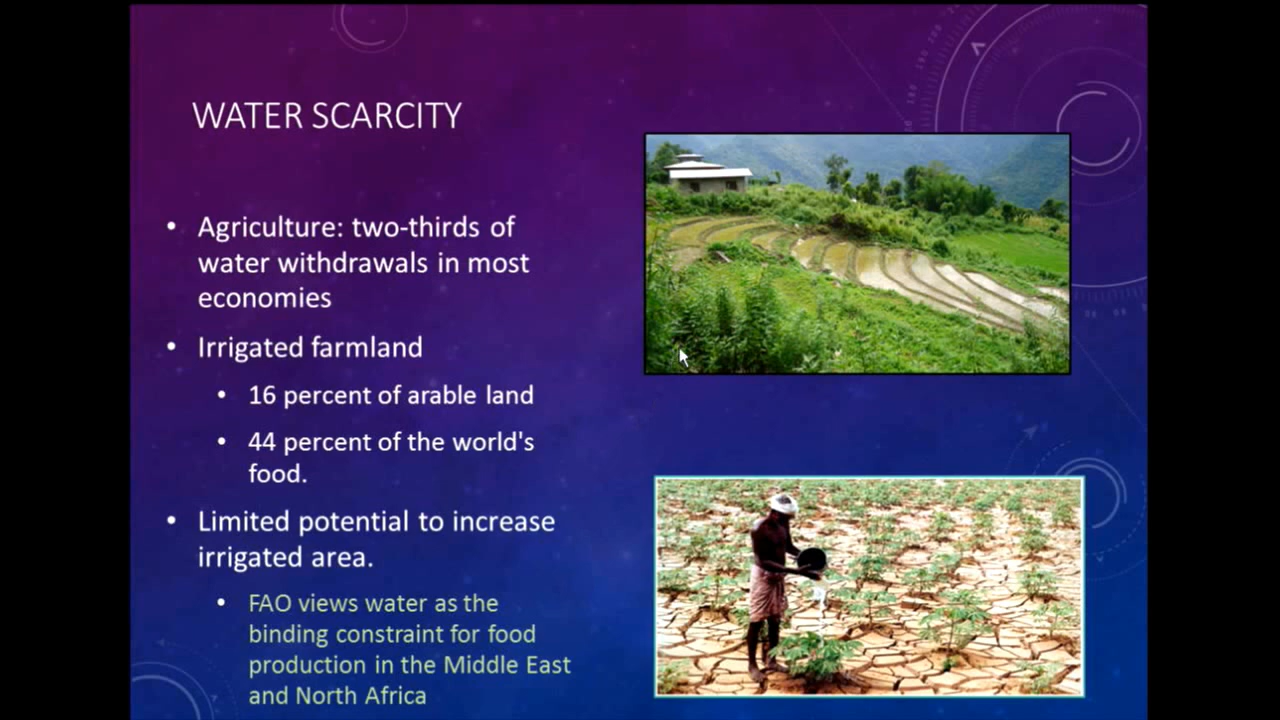 WATER SCARCITY
• Agriculture: two-thirds of
water withdrawals in most
economies
• Irrigated farmland
• 16 percent of arable land
• 44 percent of the world's
food.
• Limited potential to increase
irrigated area.
• FAO views water as the
binding constraint for food
production in the Middle East
and North Africa